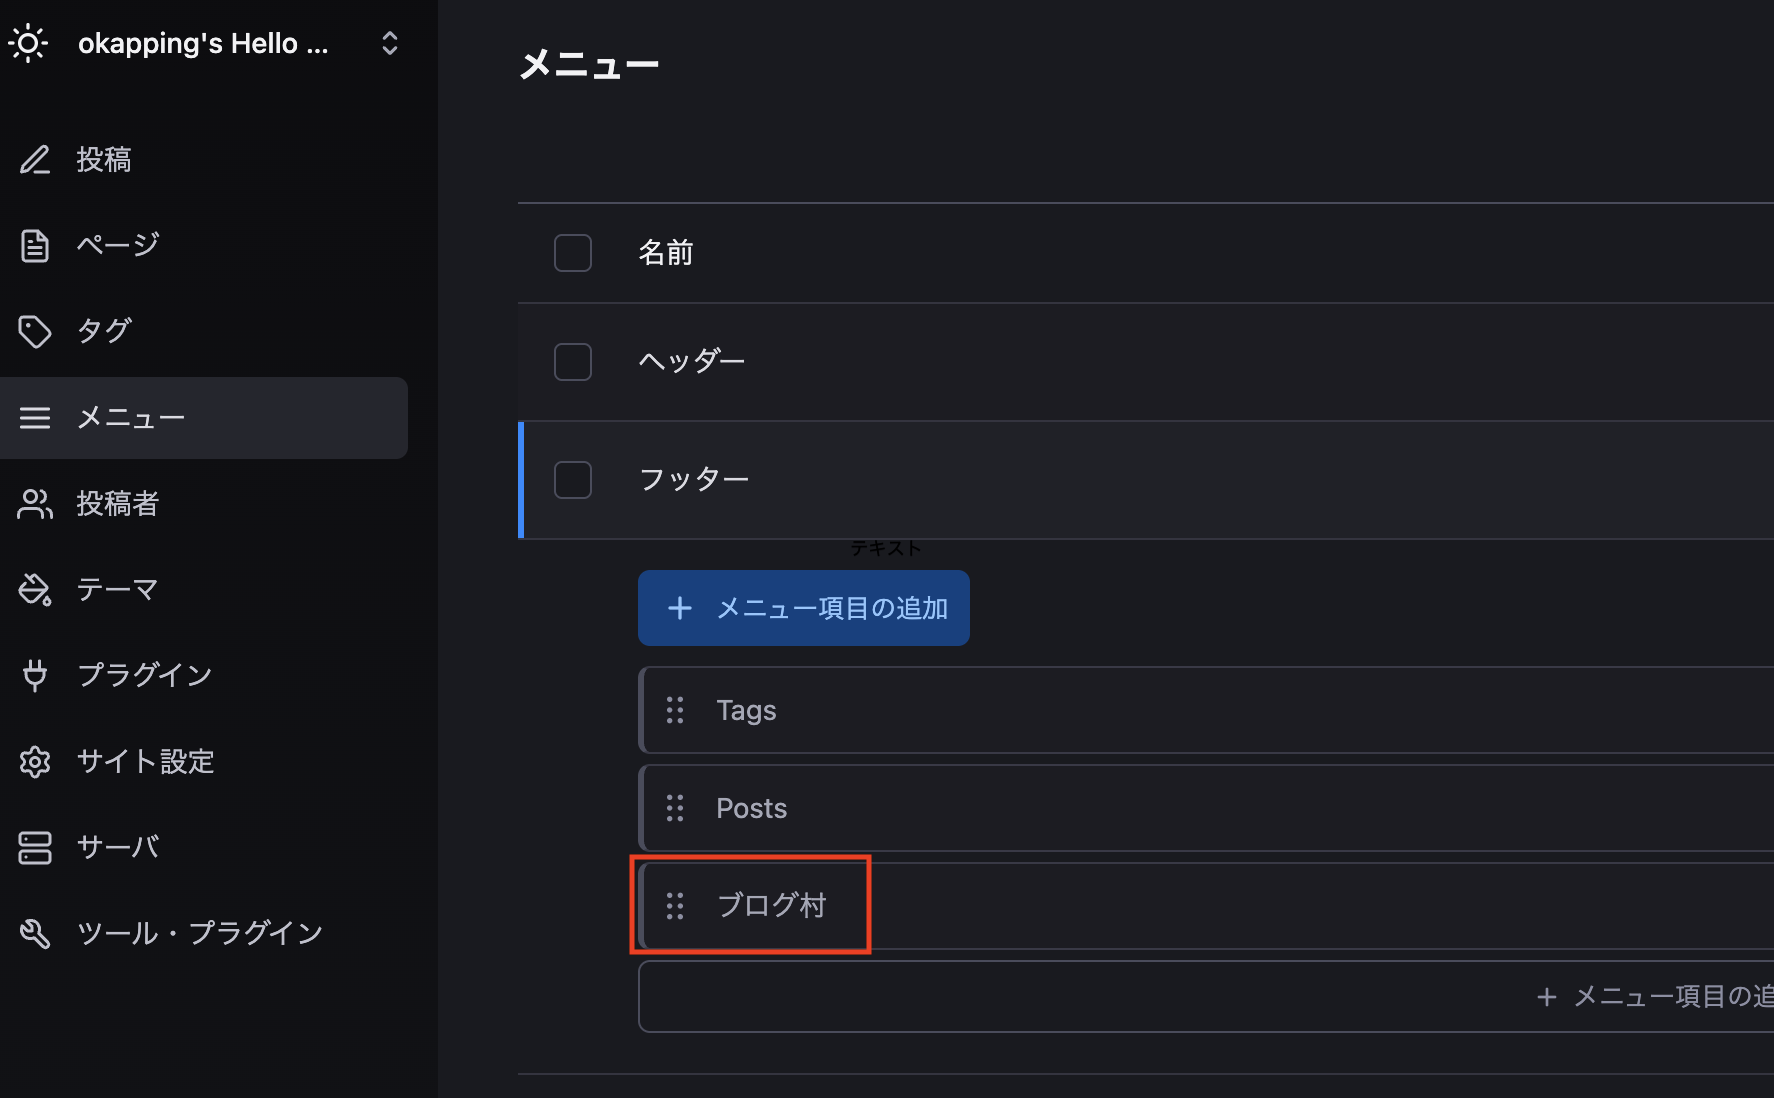 okapping's Hello ...
投稿
ページ
タグ
メニュー
投稿者
テーマ
プラグイン
サイト設定
サーバ
ツール・プラグイン
メニュー
名前
ヘッダー
フッター
テキスト
+ メニュー項目の追加
Tags
Posts
ブログ村
+ メニュー項目の追